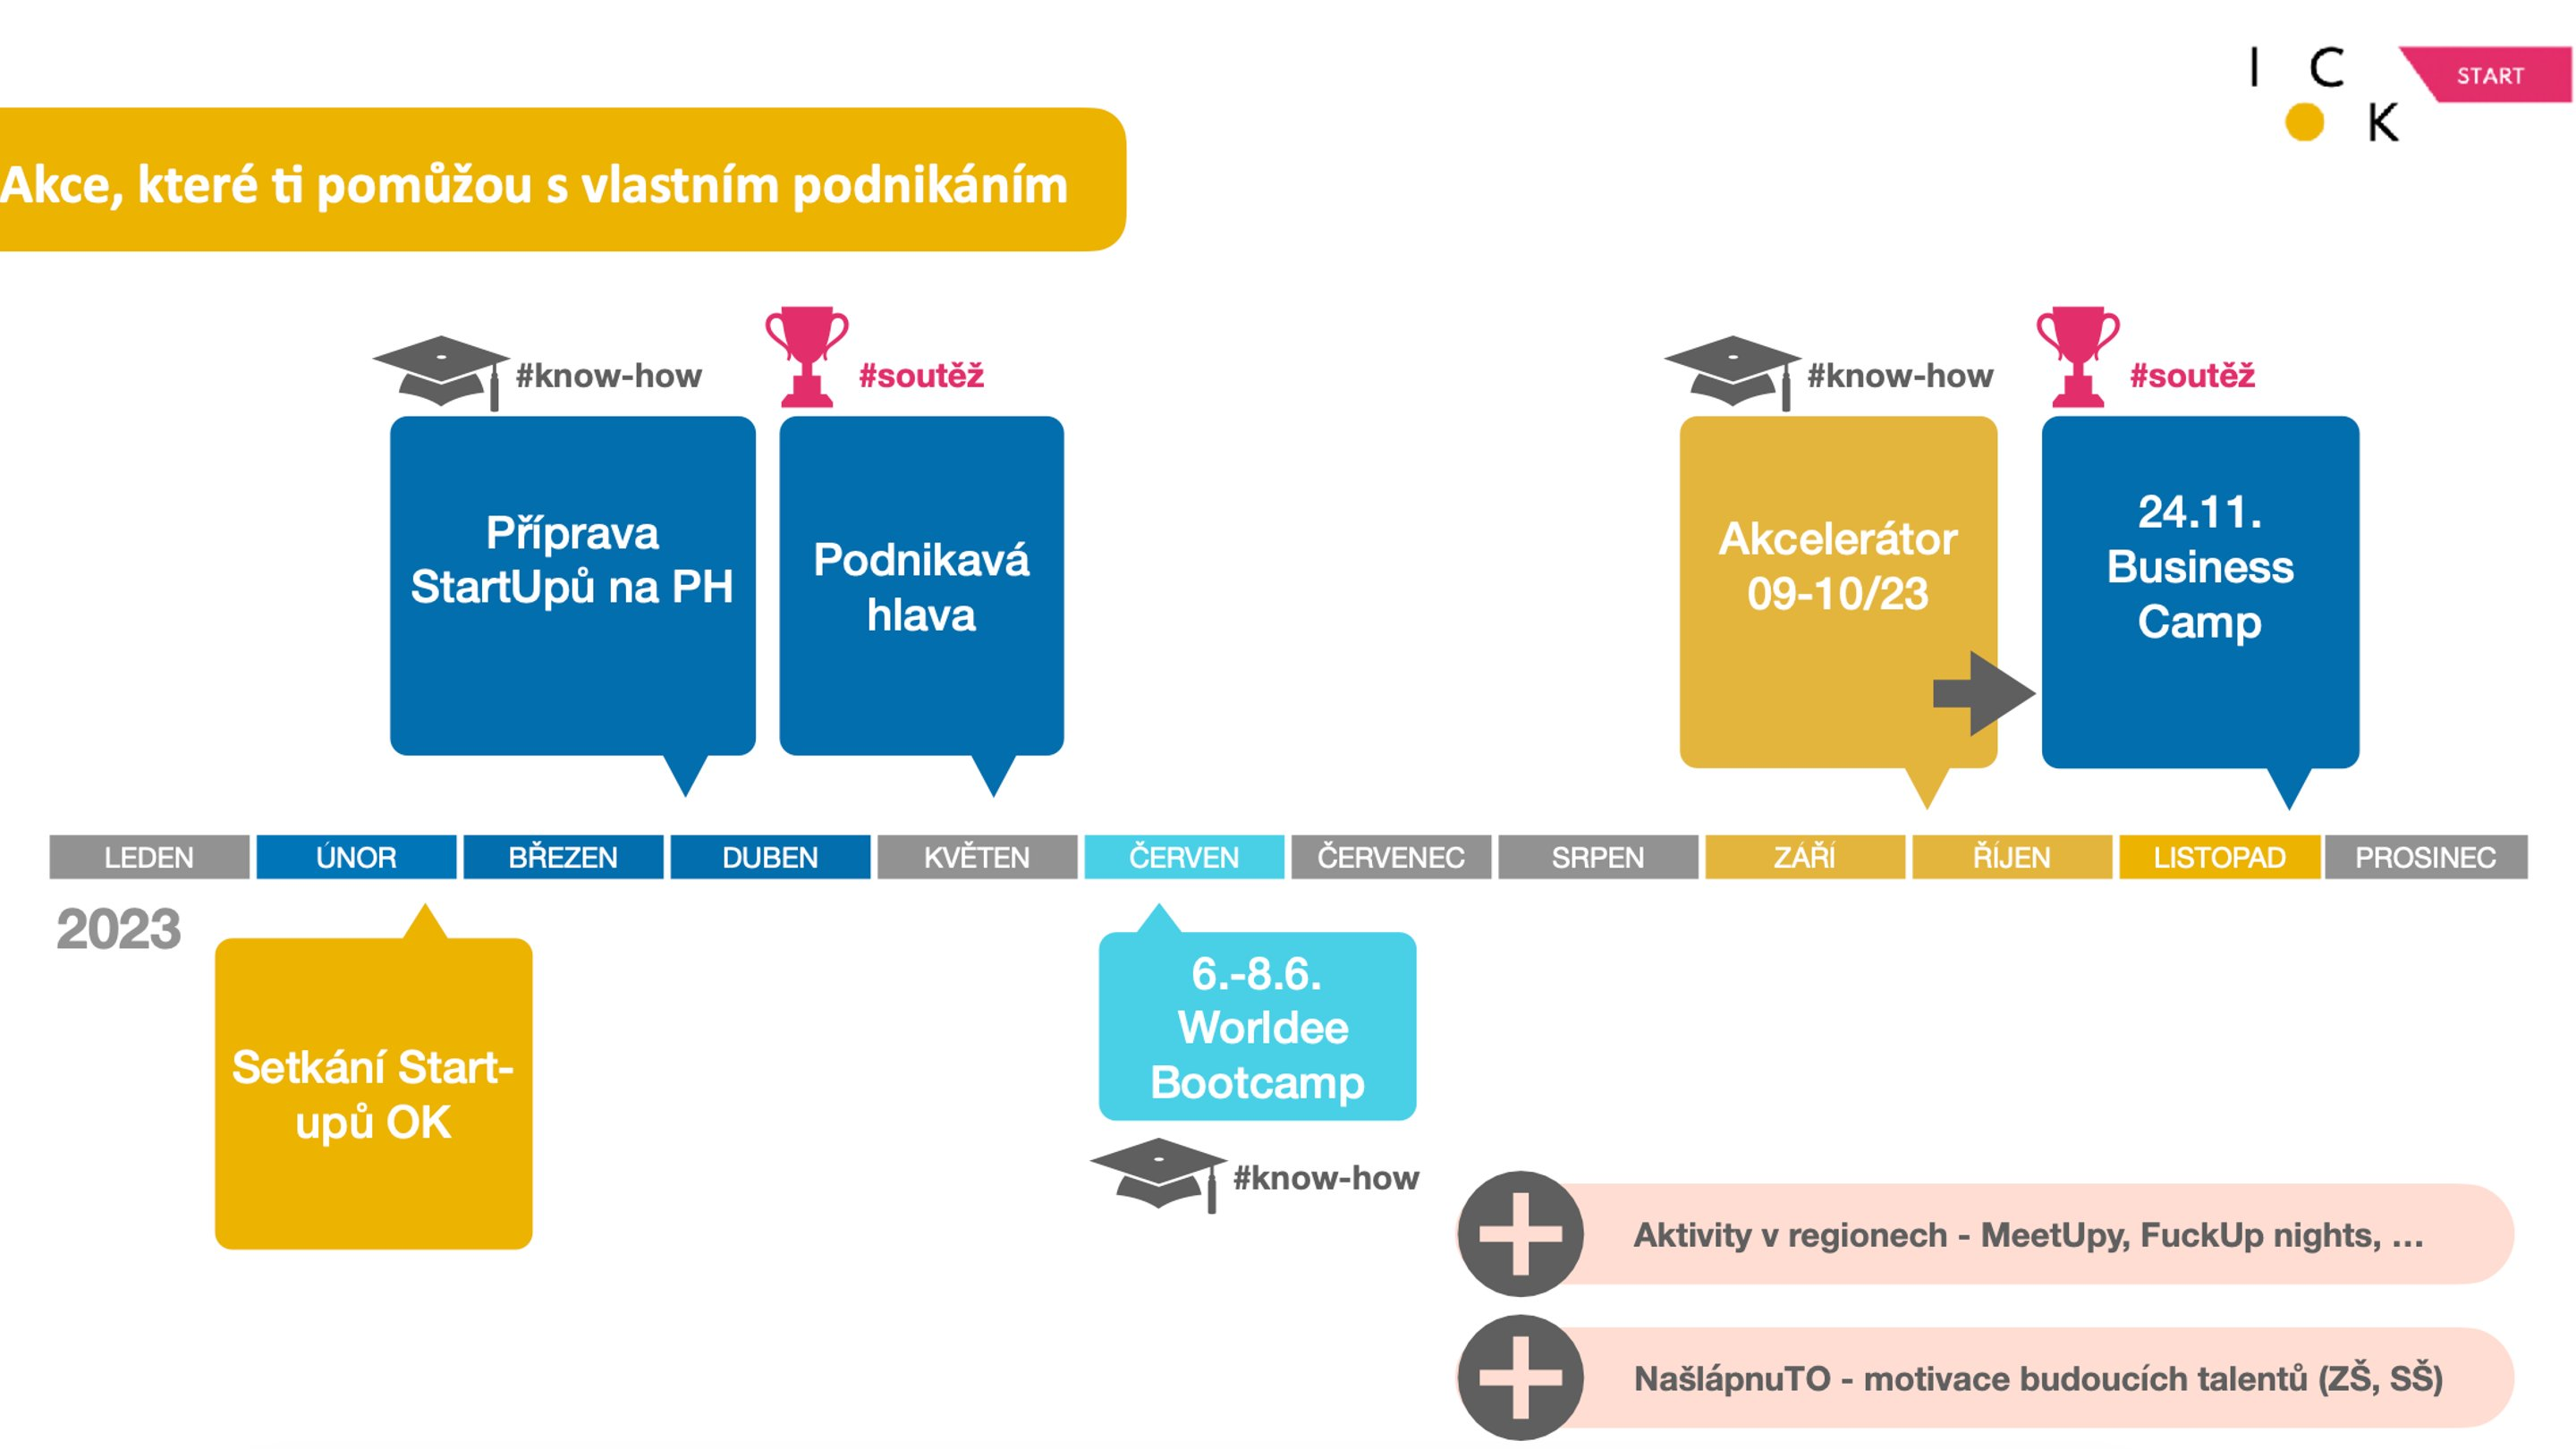 I C
K
START
Akce, které ti pomůžou s vlastním podnikáním
#know-how
#soutěž
#know-how
#soutěž
Příprava
StartUpů na PH
Podnikavá
hlava
Akcelerátor
09-10/23
24.11.
Business
Camp
LEDEN
ÚNOR
BŘEZEN
DUBEN
KVĚTEN
ČERVEN
ČERVENEC
SRPEN
ZÁŘÍ
ŘÍJEN
LISTOPAD
PROSINEC
2023
Setkání Start-
upů OK
6.-8.6.
Worldee
Bootcamp
#know-how
Aktivity v regionech - MeetUpy, FuckUp nights, ...
NašlápnuTO - motivace budoucích talentů (ZŠ, SŠ)